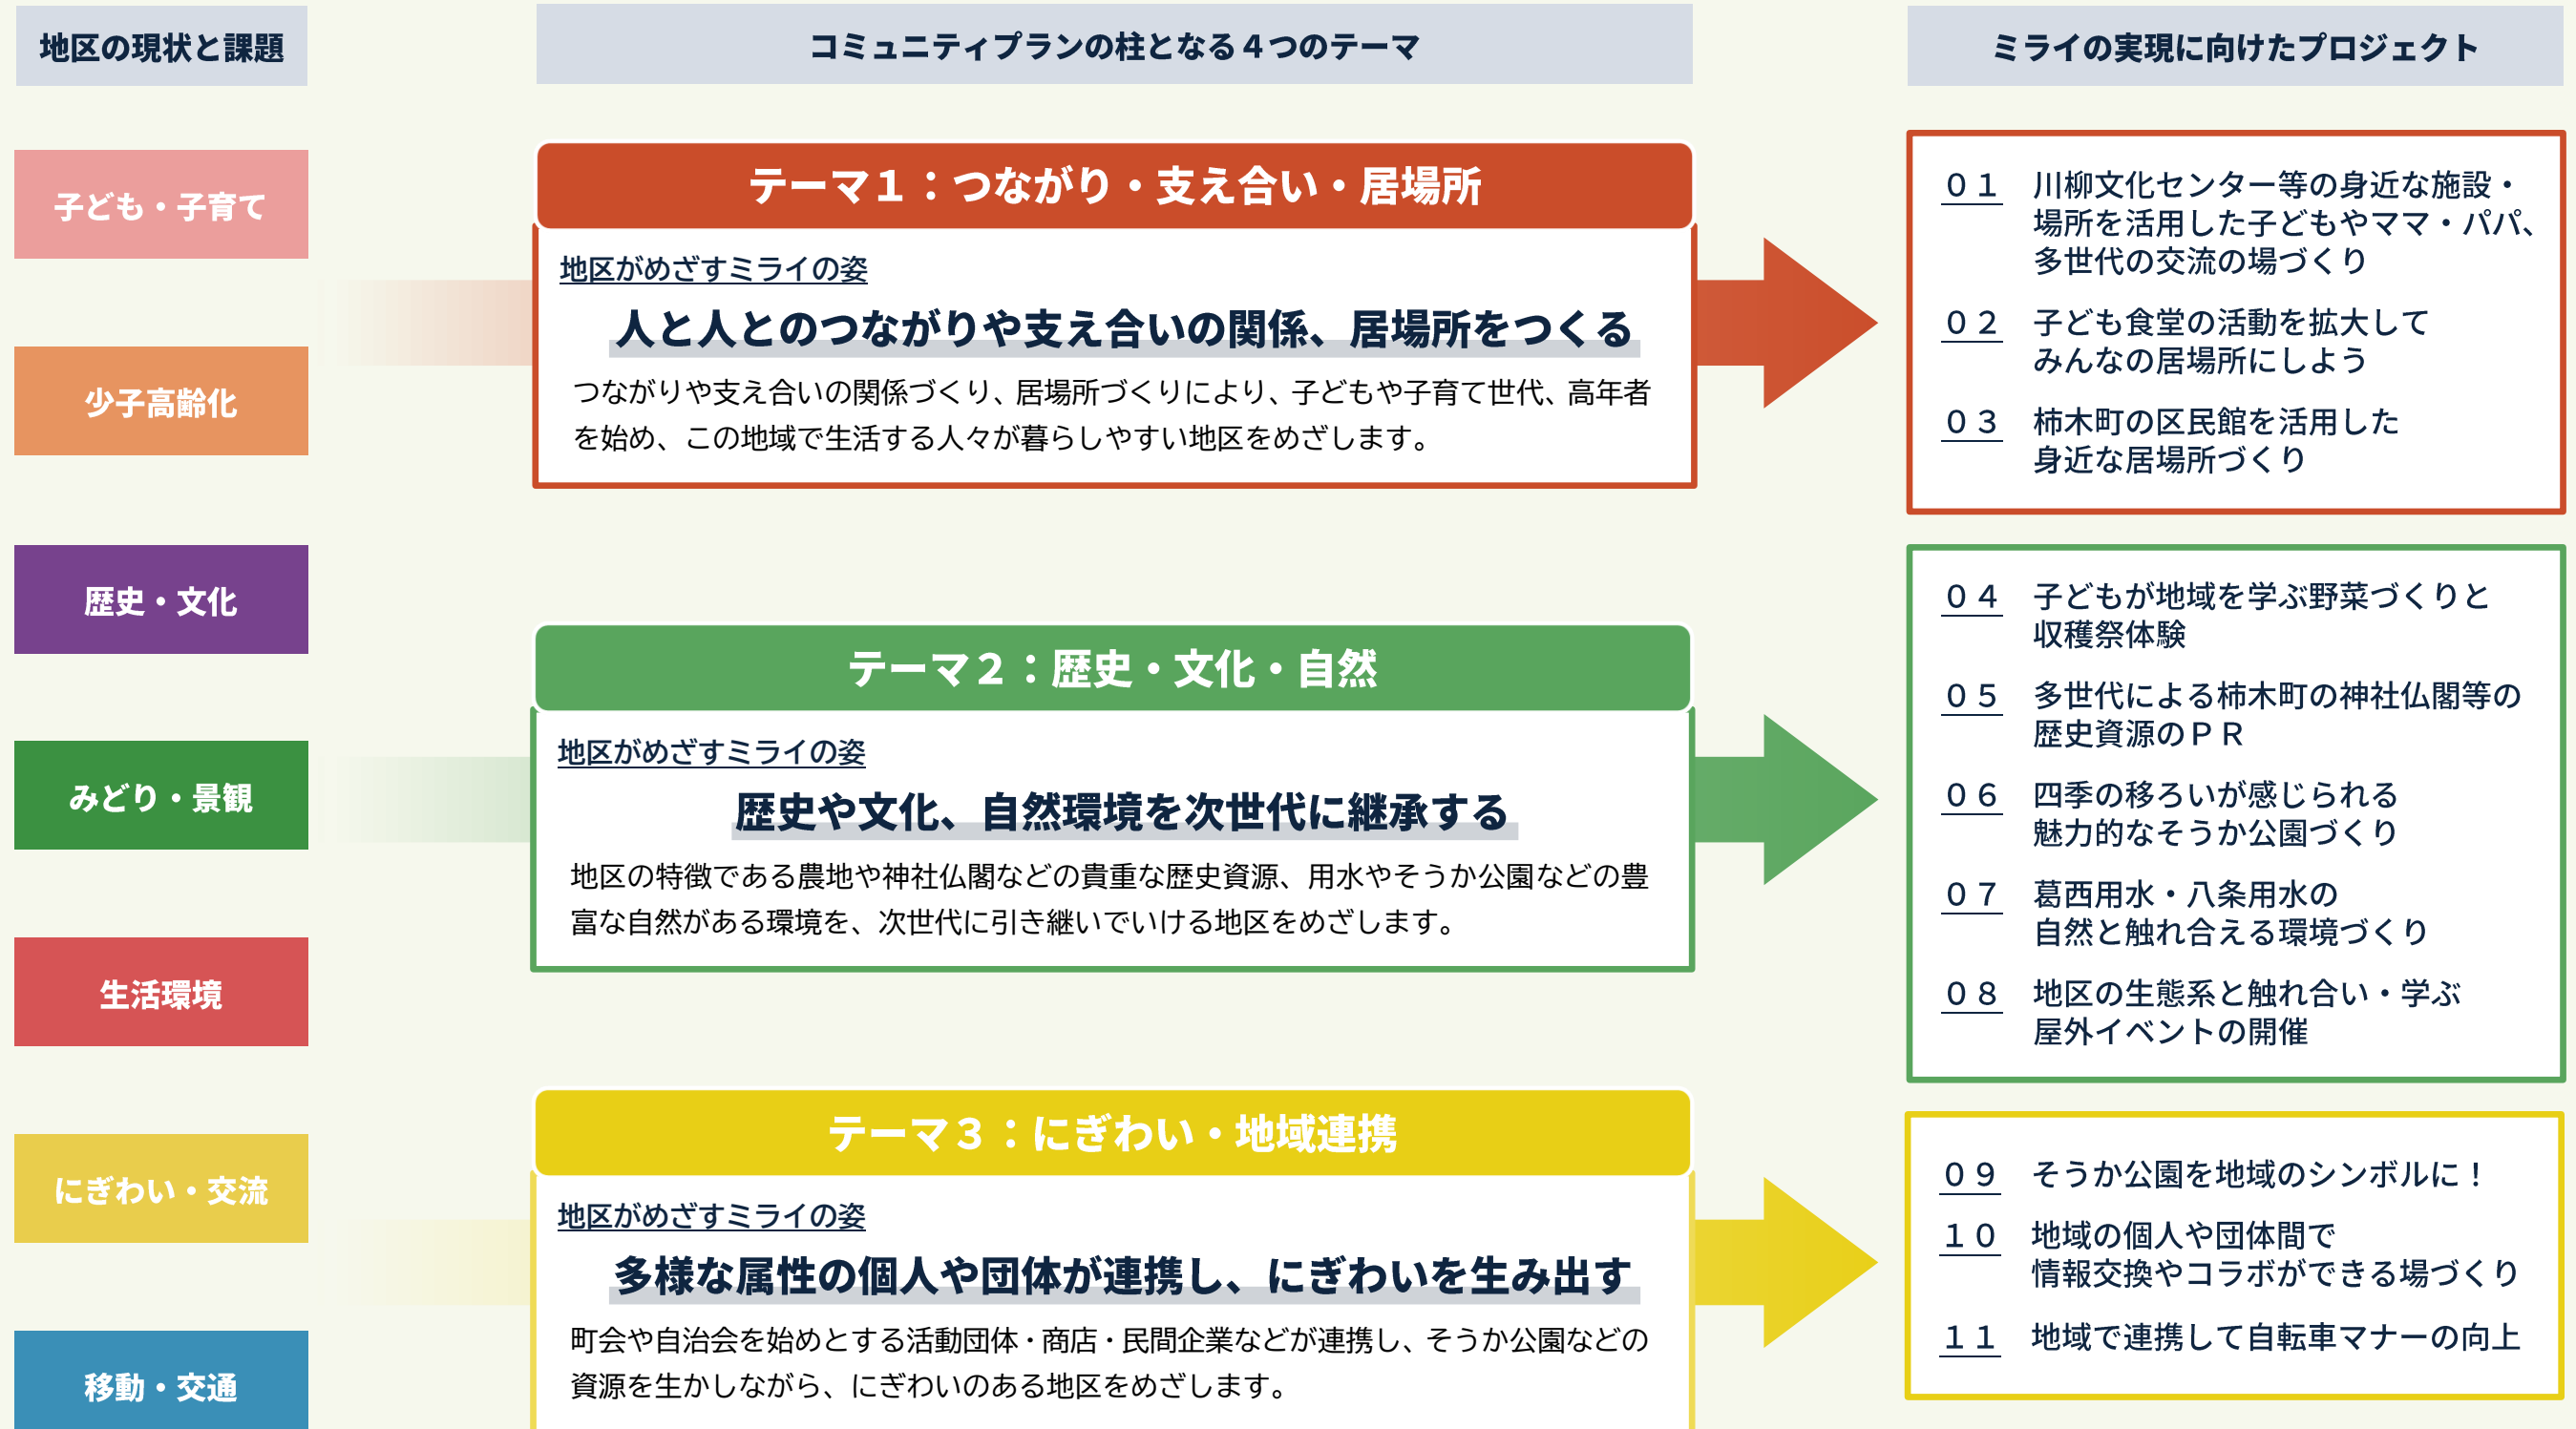 地区の現状と課題
子ども・子育て
少子高齢化
歴史・文化
みどり・景観
生活環境
にぎわい・交流
移動・交通
コミュニティプランの柱となる４つのテーマ
テーマ１：つながり・支え合い・居場所
地区がめざすミライの姿
人と人とのつながりや支え合いの関係、居場所をつくる
つながりや支え合いの関係づくり、居場所づくりにより、子どもや子育て世代、高年者
を始め、この地域で生活する人々が暮らしやすい地区をめざします。
テーマ２：歴史・文化・自然
地区がめざすミライの姿
歴史や文化、自然環境を次世代に継承する
地区の特徴である農地や神社仏閣などの貴重な歴史資源、用水やそうか公園などの豊
富な自然がある環境を、次世代に引き継いでいける地区をめざします。
テーマ３：にぎわい・地域連携
地区がめざすミライの姿
多様な属性の個人や団体が連携し、にぎわいを生み出す
町会や自治会を始めとする活動団体・商店・民間企業などが連携し、そうか公園などの
資源を生かしながら、にぎわいのある地区をめざします。
ミライの実現に向けたプロジェクト
０１ 川柳文化センター等の身近な施設・
場所を活用した子どもやママ・パパ、
多世代の交流の場づくり
０２ 子ども食堂の活動を拡大して
みんなの居場所にしよう
０３ 柿木町の区民館を活用した
身近な居場所づくり
０４ 子どもが地域を学ぶ野菜づくりと
収穫祭体験
０５ 多世代による柿木町の神社仏閣等の
歴史資源のＰＲ
０６ 四季の移ろいが感じられる
魅力的なそうか公園づくり
０７ 葛西用水・八条用水の
自然と触れ合える環境づくり
０８ 地区の生態系と触れ合い・学ぶ
屋外イベントの開催
０９ そうか公園を地域のシンボルに！
１０ 地域の個人や団体間で
情報交換やコラボができる場づくり
１１ 地域で連携して自転車マナーの向上